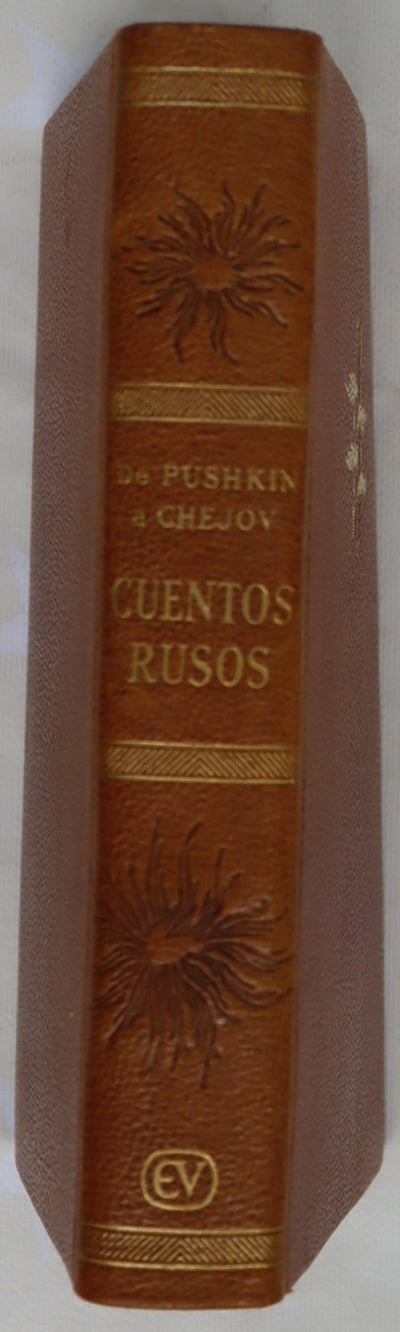 De PUSHKIN
a CHEJOV
CUENTOS
RUSOS
EV